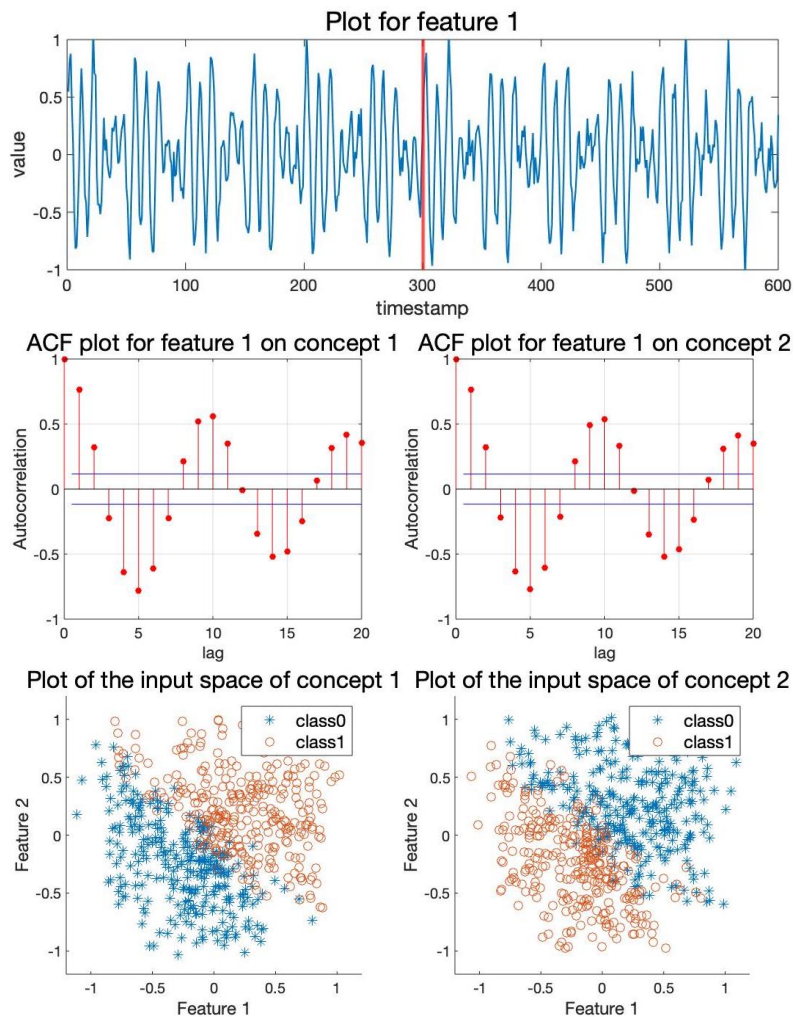 Plot for feature 1
1
0.5
0
-0.5
-1
value
0 100 200 300 400 500 600
timestamp
ACF plot for feature 1 on concept 1
1
0.5
0
-0.5
-1
Autocorrelation
0 5 10 15 20
lag
ACF plot for feature 1 on concept 2
1
0.5
0
-0.5
-1
Autocorrelation
0 5 10 15 20
lag
Plot of the input space of concept 1
class0
class1
1
0.5
0
-0.5
-1
Feature 2
-1 -0.5 0 0.5 1
Feature 1
Plot of the input space of concept 2
class0
class1
1
0.5
0
-0.5
-1
Feature 2
-1 -0.5 0 0.5 1
Feature 1